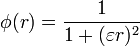 ϕ(r) = 1 / (1 + (εr)²)